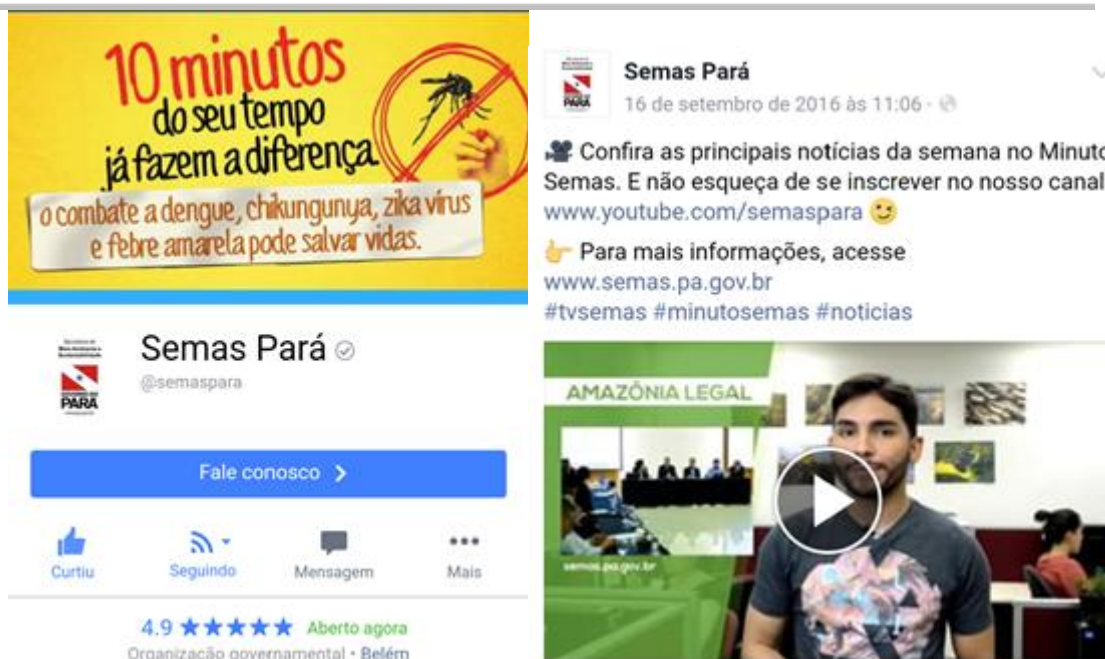 10 minutos
do seu tempo
já fazem a diferença
o combate a dengue, chikungunya, zika vírus
e febre amarela pode salvar vidas.
PARÁ
Semas Pará
@semaspara
Fale conosco >
Curtiu
Seguindo
Mensagem
Mais
4.9 ★★★★★ Aberto agora
Organização governamental • Belém
PARÁ
Semas Pará
16 de setembro de 2016 às 11:06 ·
🎥 Confira as principais notícias da semana no Minuto
Semas. E não esqueça de se inscrever no nosso canal
www.youtube.com/semaspara 😉
👉 Para mais informações, acesse
www.semas.pa.gov.br
#tvsemas #minutosemas #noticias
AMAZÔNIA LEGAL
semas.pa.gov.br